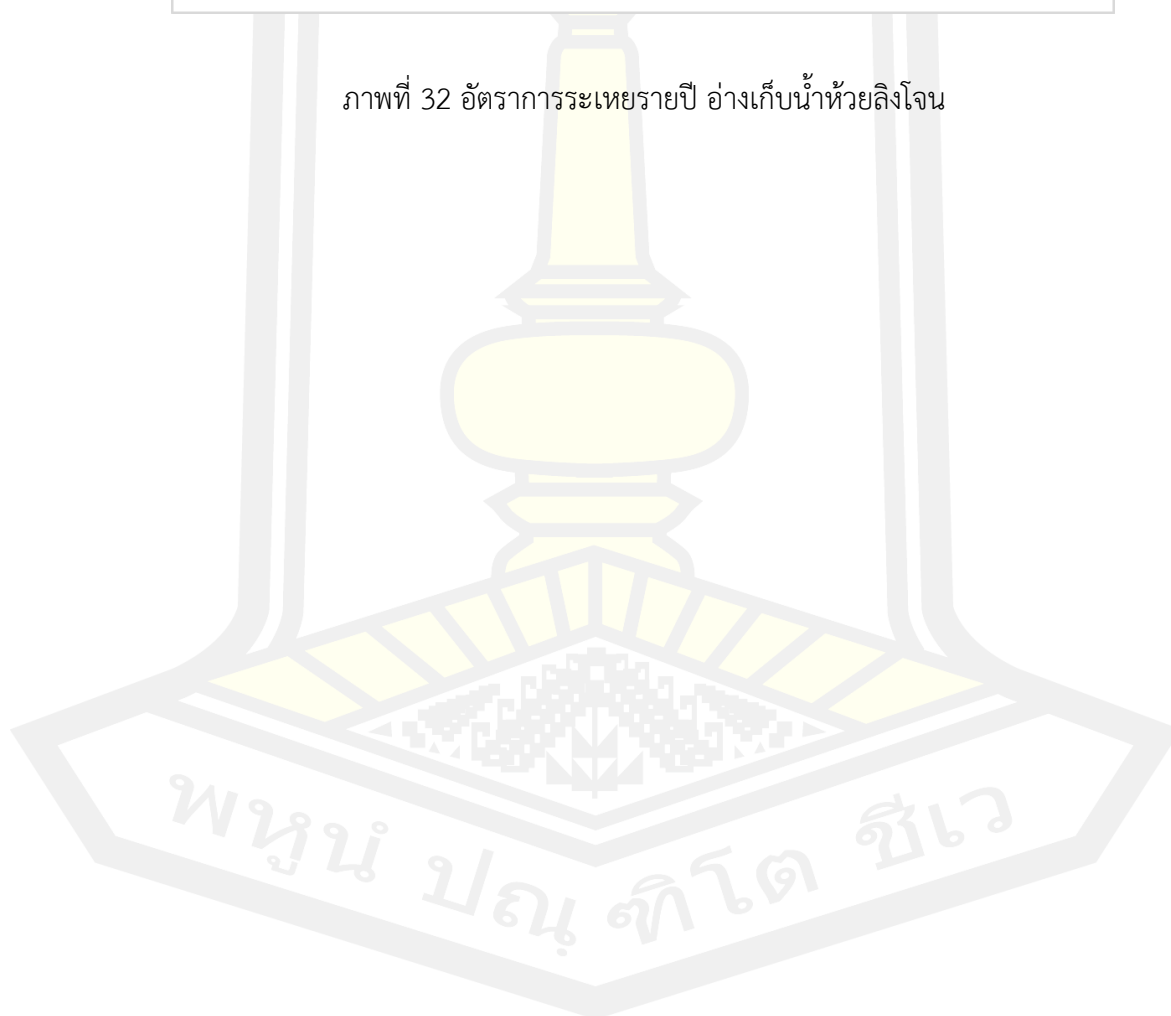 ภาพที่ 32 อัตราการระเหยรายปี อ่างเก็บน้ำห้วยลิงโจน
พหูนํ ปณฺฑิโต ชีเว